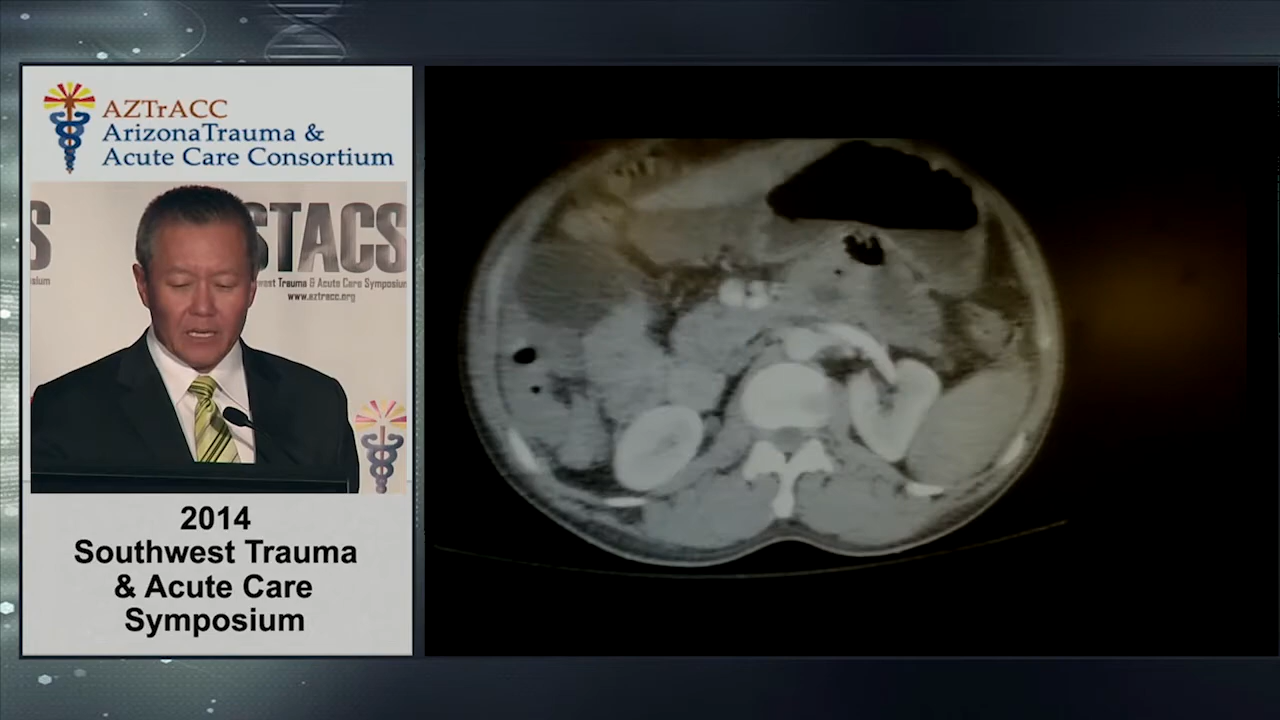 AZTrACC
ArizonaTrauma &
Acute Care Consortium
S
STACS
west Trauma & Acute Care Symposium
www.aztracc.org
2014
Southwest Trauma
& Acute Care
Symposium